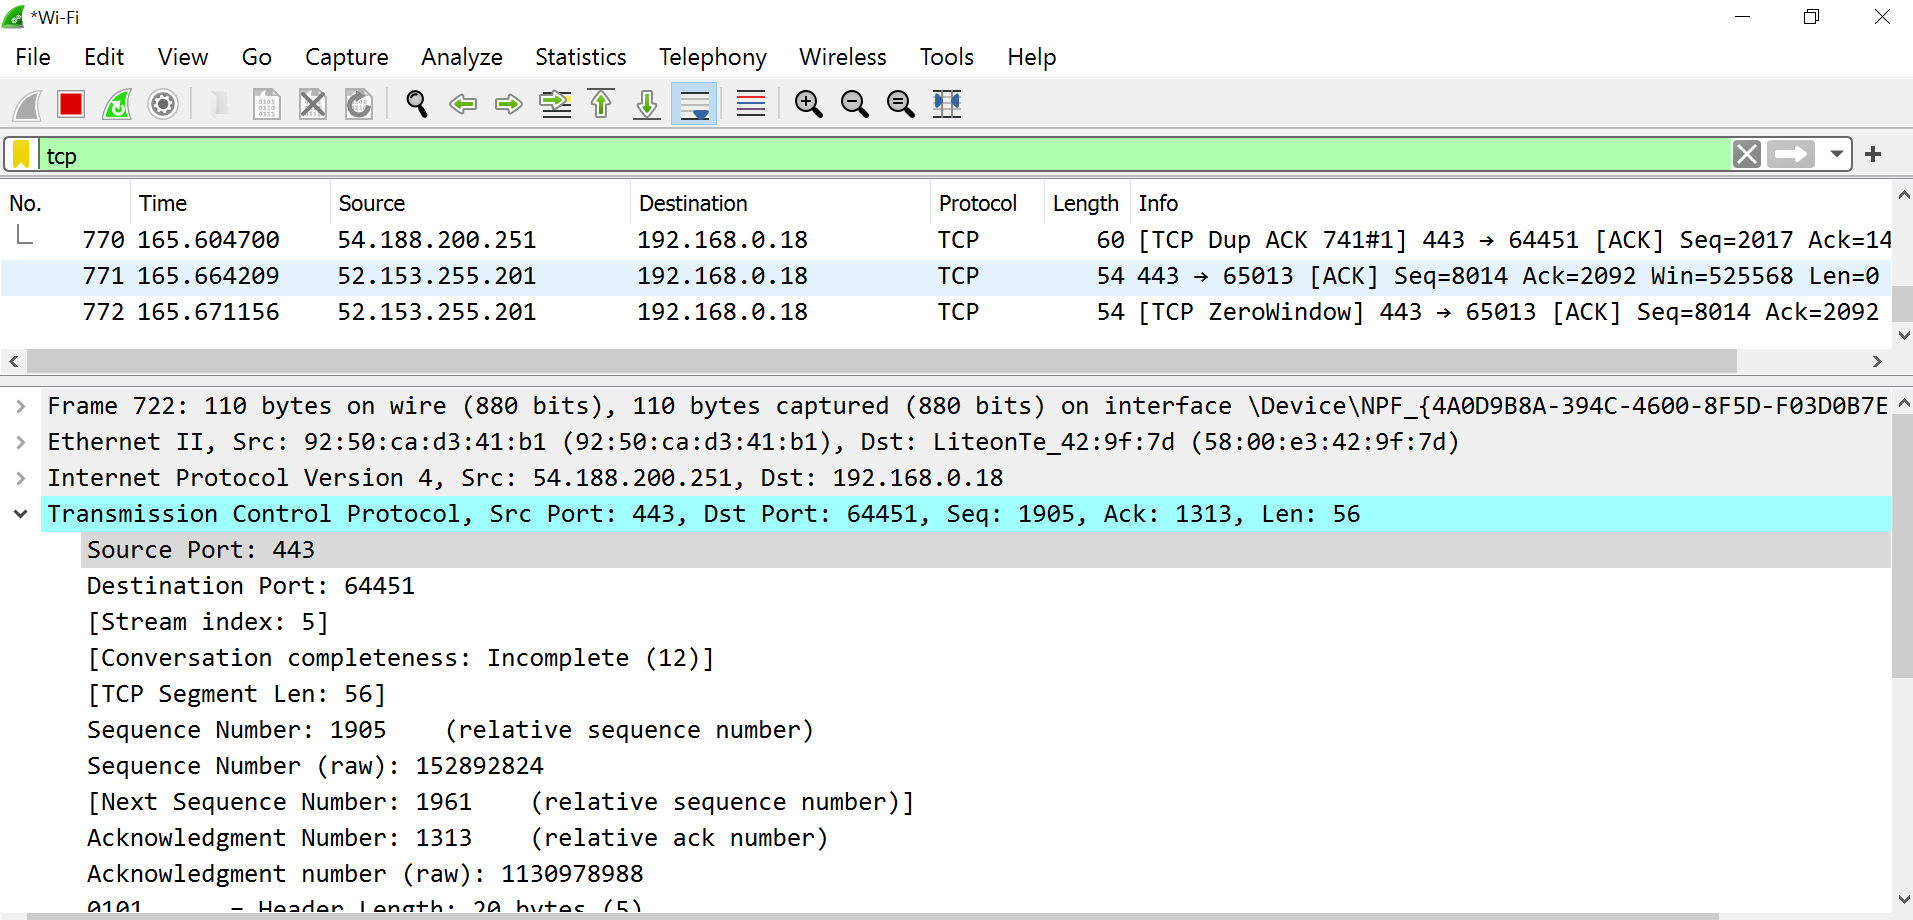 *Wi-Fi
File Edit View Go Capture Analyze Statistics Telephony Wireless Tools Help
tcp
No. Time Source Destination Protocol Length Info
770 165.604700 54.188.200.251 192.168.0.18 TCP 60 [TCP Dup ACK 741#1] 443 → 64451 [ACK] Seq=2017 Ack=14
771 165.664209 52.153.255.201 192.168.0.18 TCP 54 443 → 65013 [ACK] Seq=8014 Ack=2092 Win=525568 Len=0
772 165.671156 52.153.255.201 192.168.0.18 TCP 54 [TCP ZeroWindow] 443 → 65013 [ACK] Seq=8014 Ack=2092
Frame 722: 110 bytes on wire (880 bits), 110 bytes captured (880 bits) on interface \Device\NPF_{4A0D9B8A-394C-4600-8F5D-F03D0B7E
Ethernet II, Src: 92:50:ca:d3:41:b1 (92:50:ca:d3:41:b1), Dst: LiteonTe_42:9f:7d (58:00:e3:42:9f:7d)
Internet Protocol Version 4, Src: 54.188.200.251, Dst: 192.168.0.18
Transmission Control Protocol, Src Port: 443, Dst Port: 64451, Seq: 1905, Ack: 1313, Len: 56
Source Port: 443
Destination Port: 64451
[Stream index: 5]
[Conversation completeness: Incomplete (12)]
[TCP Segment Len: 56]
Sequence Number: 1905 (relative sequence number)
Sequence Number (raw): 152892824
[Next Sequence Number: 1961 (relative sequence number)]
Acknowledgment Number: 1313 (relative ack number)
Acknowledgment number (raw): 1130978988
0101 .... = Header Length: 20 bytes (5)